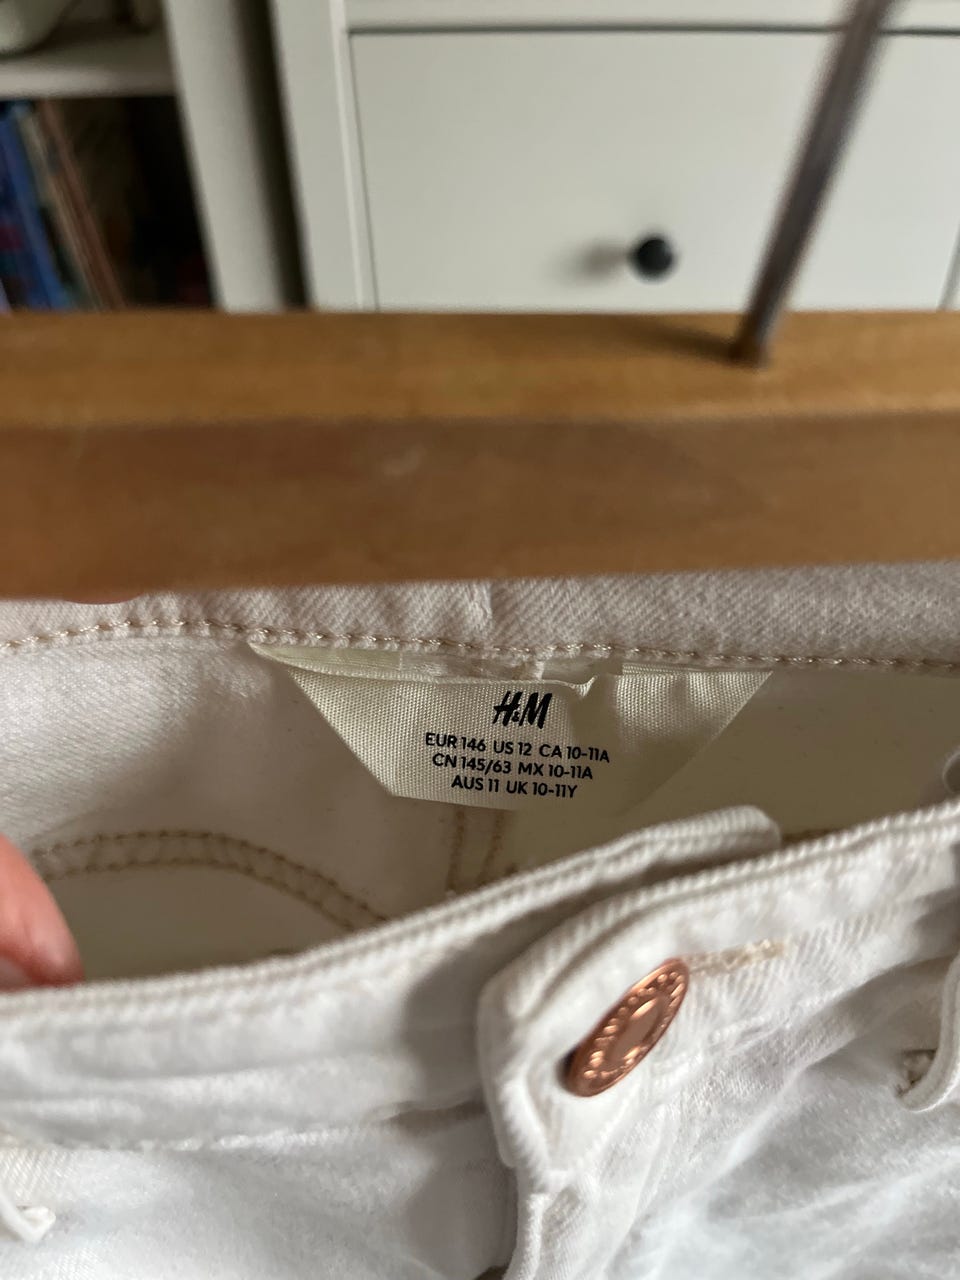 H&M
EUR 146 US 12 CA 10-11A
CN 145/63 MX 10-11A
AUS 11 UK 10-11Y